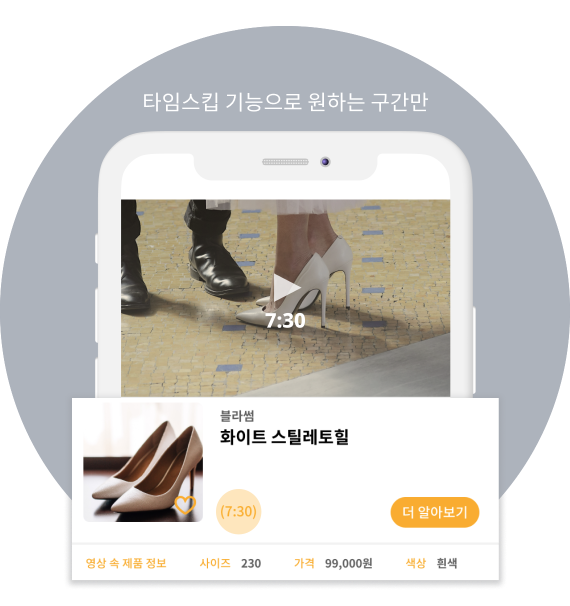 타임스킵 기능으로 원하는 구간만
7:30
블라썸
화이트 스틸레토힐
(7:30)
더 알아보기
영상 속 제품 정보 사이즈 230 가격 99,000원 색상 흰색